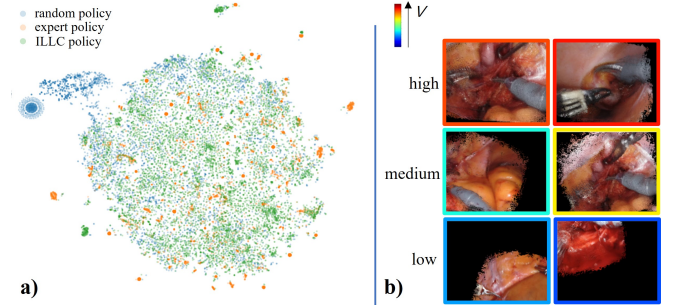 random policy
expert policy
ILLC policy
a)
V
high
medium
low
b)